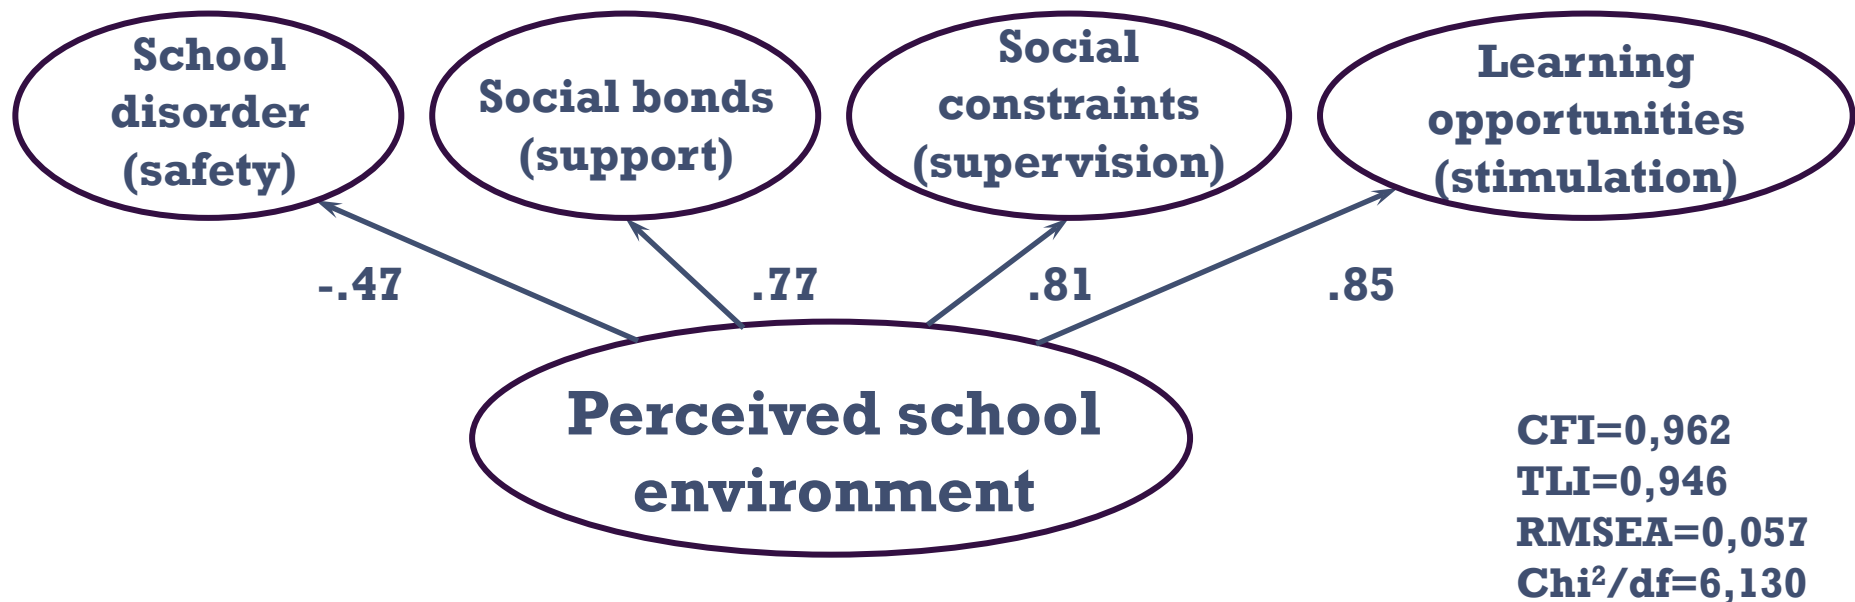 School
disorder
(safety)
Social bonds
(support)
Social
constraints
(supervision)
Learning
opportunities
(stimulation)
-.47
.77
.81
.85
Perceived school
environment
CFI=0,962
TLI=0,946
RMSEA=0,057
Chi²/df=6,130